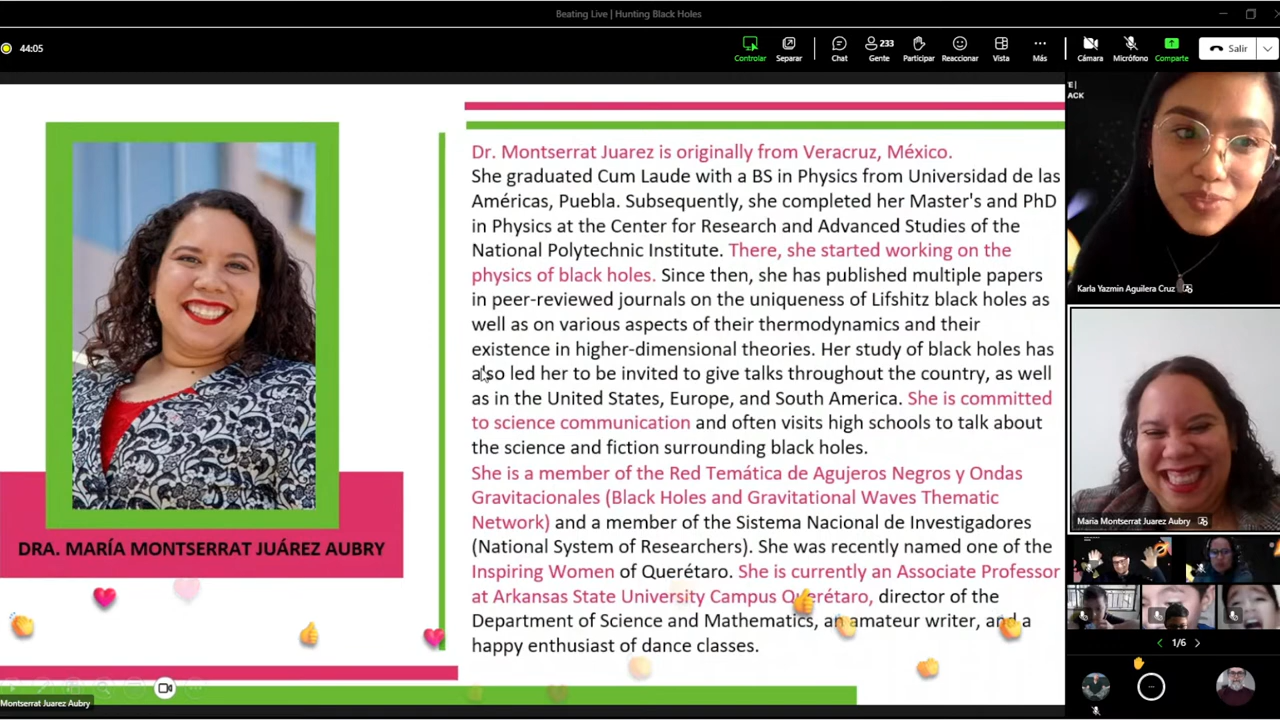 Beating Live | Hunting Black Holes
44:05
Controlar
Separar
Chat
233
Gente
Participar
Reaccionar
Vista
Más
Cámara
Micrófono
Comparte
Salir
ACK
Dr. Montserrat Juarez is originally from Veracruz, México.
She graduated Cum Laude with a BS in Physics from Universidad de las
Américas, Puebla. Subsequently, she completed her Master's and PhD
in Physics at the Center for Research and Advanced Studies of the
National Polytechnic Institute. There, she started working on the
physics of black holes. Since then, she has published multiple papers
in peer-reviewed journals on the uniqueness of Lifshitz black holes as
well as on various aspects of their thermodynamics and their
existence in higher-dimensional theories. Her study of black holes has
also led her to be invited to give talks throughout the country, as well
as in the United States, Europe, and South America. She is committed
to science communication and often visits high schools to talk about
the science and fiction surrounding black holes.
She is a member of the Red Temática de Agujeros Negros y Ondas
Gravitacionales (Black Holes and Gravitational Waves Thematic
Network) and a member of the Sistema Nacional de Investigadores
(National System of Researchers). She was recently named one of the
Inspiring Women of Querétaro. She is currently an Associate Professor
at Arkansas State University Campus Querétaro, director of the
Department of Science and Mathematics, an amateur writer, and a
happy enthusiast of dance classes.
DRA. MARÍA MONTSERRAT JUÁREZ AUBRY
Montserrat Juarez Aubry
Karla Yazmin Aguilera Cruz
Maria Montserrat Juarez Aubry
1/6